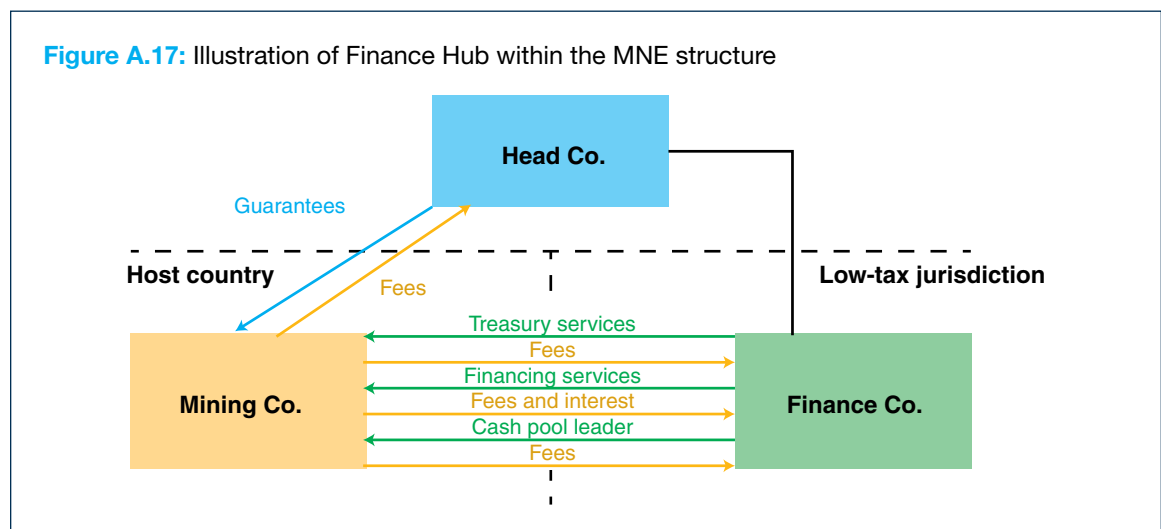 Figure A.17: Illustration of Finance Hub within the MNE structure
Head Co.
Guarantees
Host country
Low-tax jurisdiction
Fees
Treasury services
Fees
Financing services
Mining Co.
Fees and interest
Finance Co.
Cash pool leader
Fees